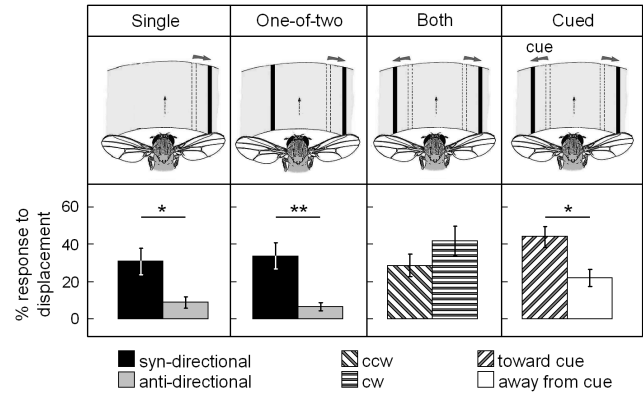 Single One-of-two Both Cued
cue
% response to
displacement
60
40
20
0
* ** *
syn-directional ccw toward cue
anti-directional cw away from cue